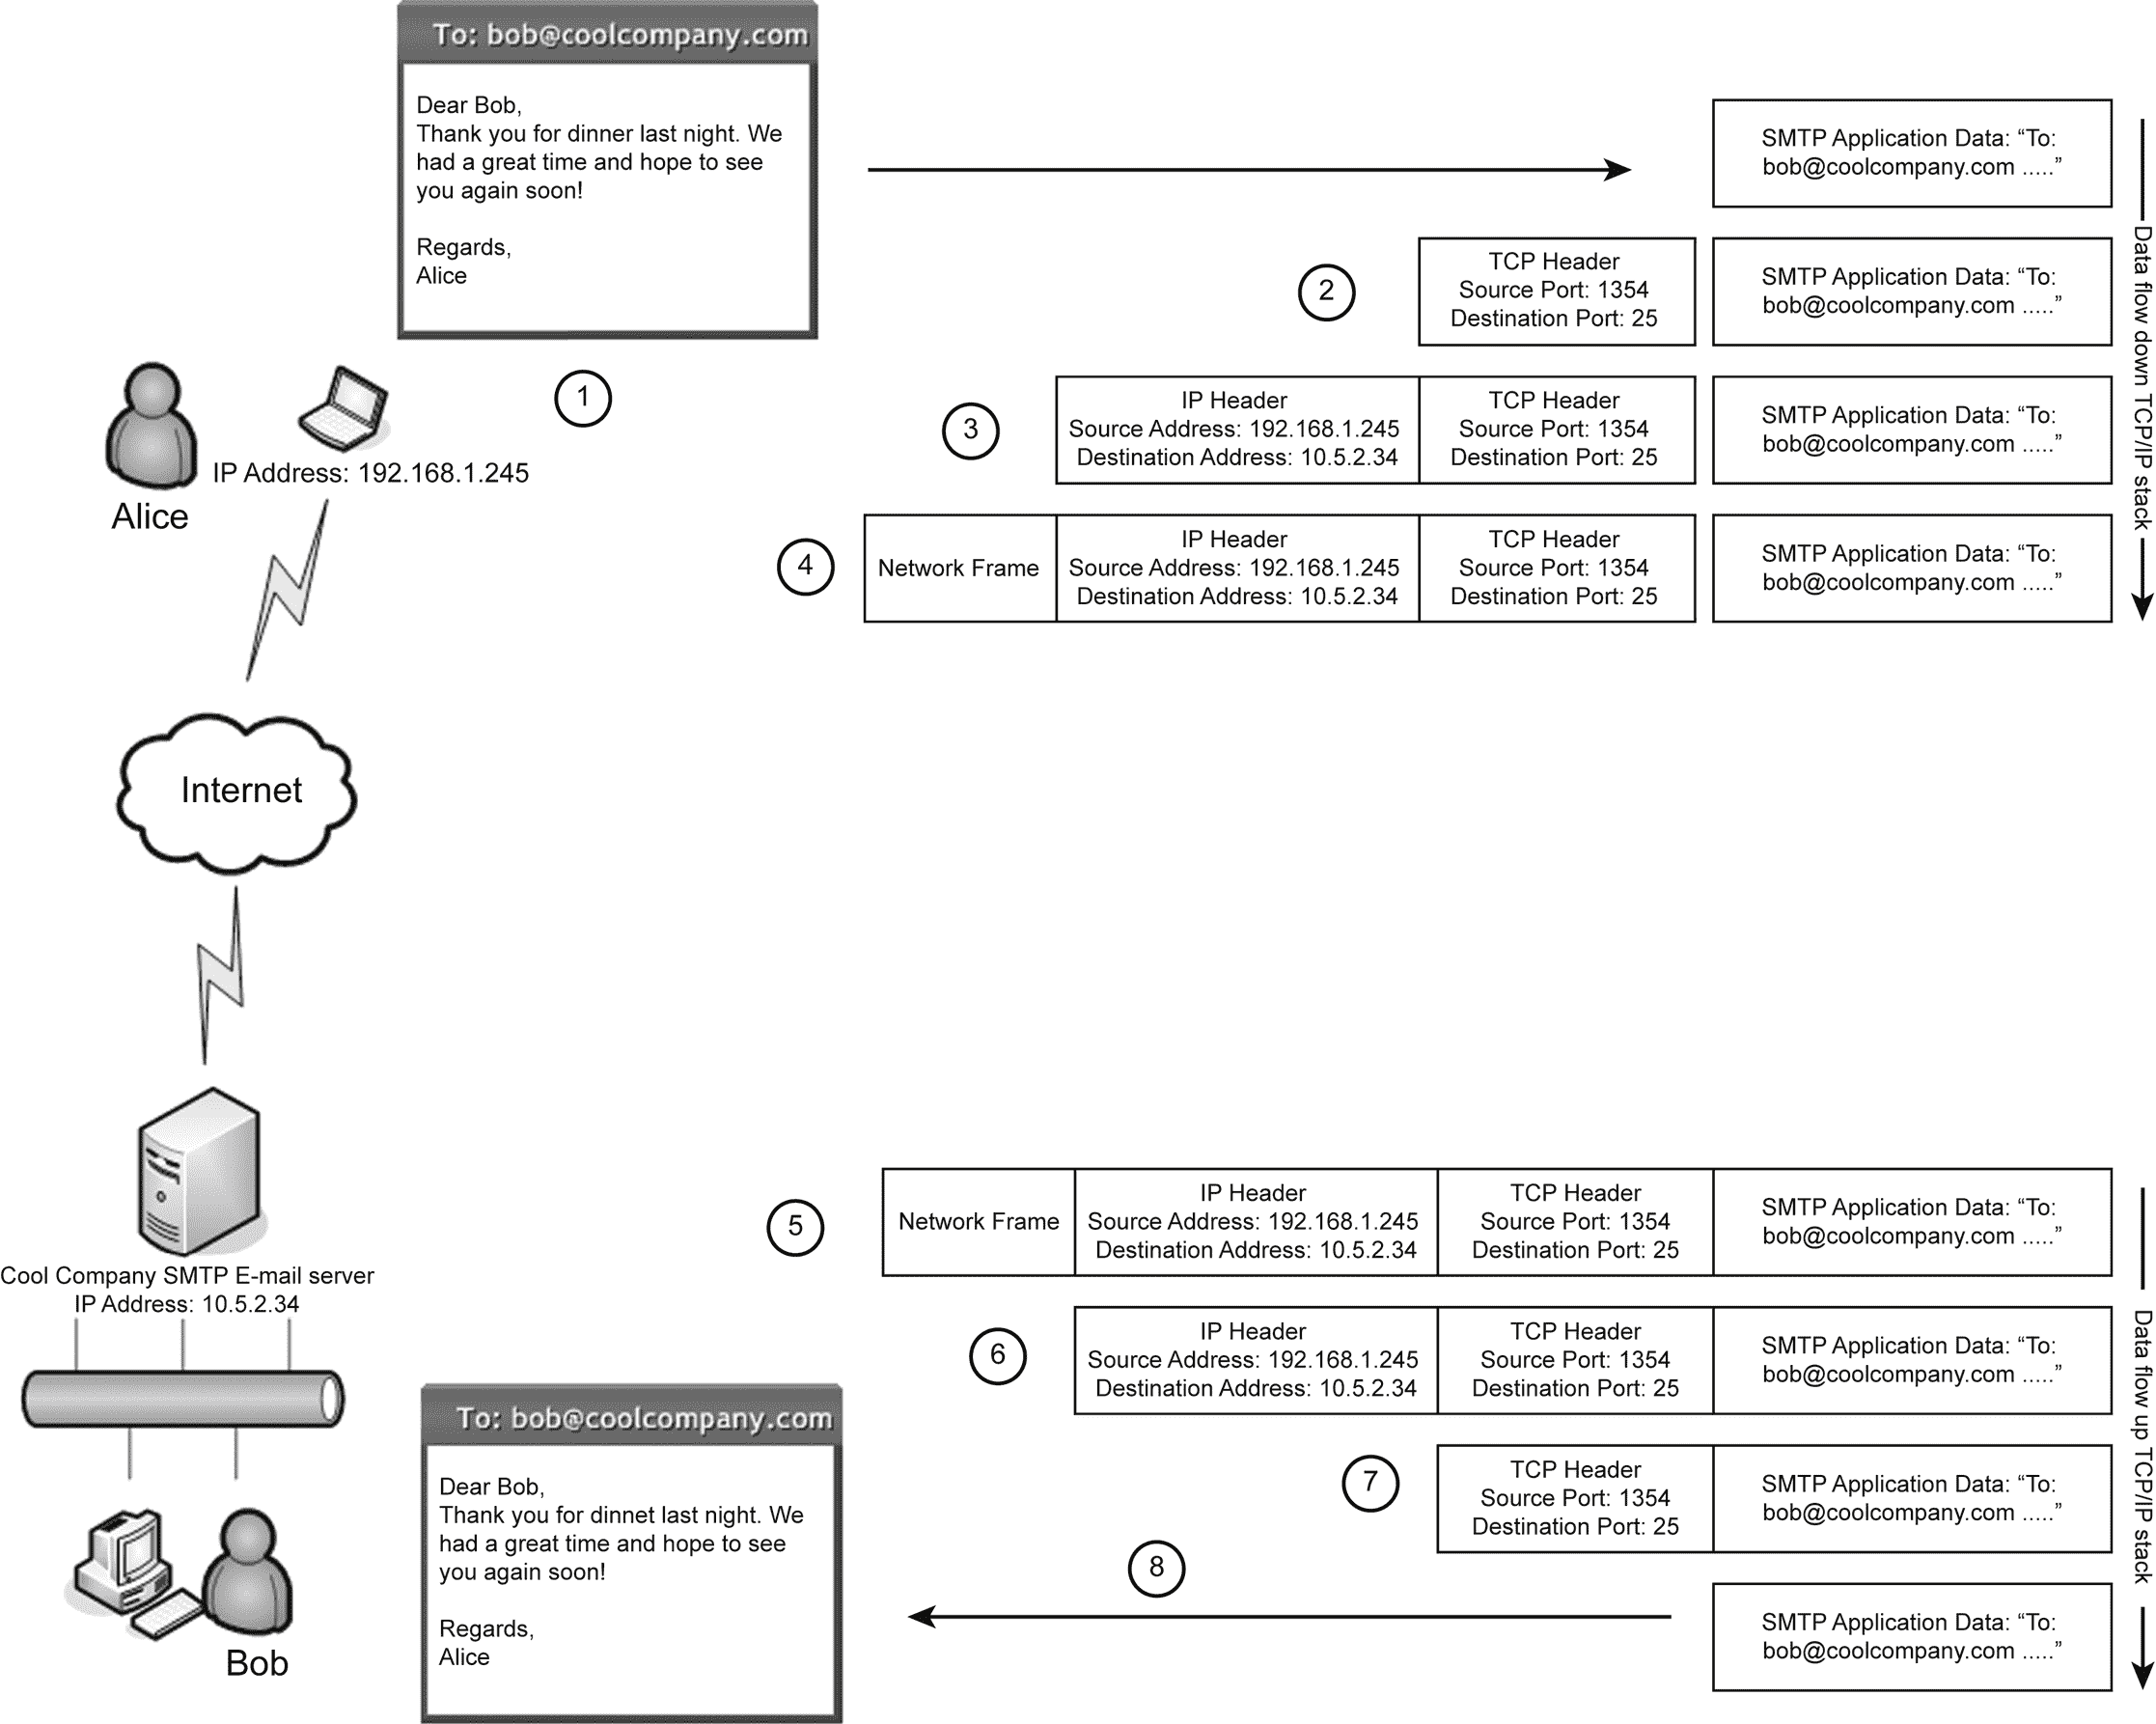 To: bob@coolcompany.com
Dear Bob,
Thank you for dinner last night. We
had a great time and hope to see
you again soon!
Regards,
Alice
1
Alice
IP Address: 192.168.1.245
SMTP Application Data: “To:
bob@coolcompany.com .....”
2
TCP Header
Source Port: 1354
Destination Port: 25
SMTP Application Data: “To:
bob@coolcompany.com .....”
3
IP Header
Source Address: 192.168.1.245
Destination Address: 10.5.2.34
TCP Header
Source Port: 1354
Destination Port: 25
SMTP Application Data: “To:
bob@coolcompany.com .....”
4
Network Frame
IP Header
Source Address: 192.168.1.245
Destination Address: 10.5.2.34
TCP Header
Source Port: 1354
Destination Port: 25
SMTP Application Data: “To:
bob@coolcompany.com .....”
Data flow down TCP/IP stack
Internet
Cool Company SMTP E-mail server
IP Address: 10.5.2.34
5
Network Frame
IP Header
Source Address: 192.168.1.245
Destination Address: 10.5.2.34
TCP Header
Source Port: 1354
Destination Port: 25
SMTP Application Data: “To:
bob@coolcompany.com .....”
6
IP Header
Source Address: 192.168.1.245
Destination Address: 10.5.2.34
TCP Header
Source Port: 1354
Destination Port: 25
SMTP Application Data: “To:
bob@coolcompany.com .....”
7
TCP Header
Source Port: 1354
Destination Port: 25
SMTP Application Data: “To:
bob@coolcompany.com .....”
8
SMTP Application Data: “To:
bob@coolcompany.com .....”
Data flow up TCP/IP stack
To: bob@coolcompany.com
Dear Bob,
Thank you for dinnet last night. We
had a great time and hope to see
you again soon!
Regards,
Alice
Bob